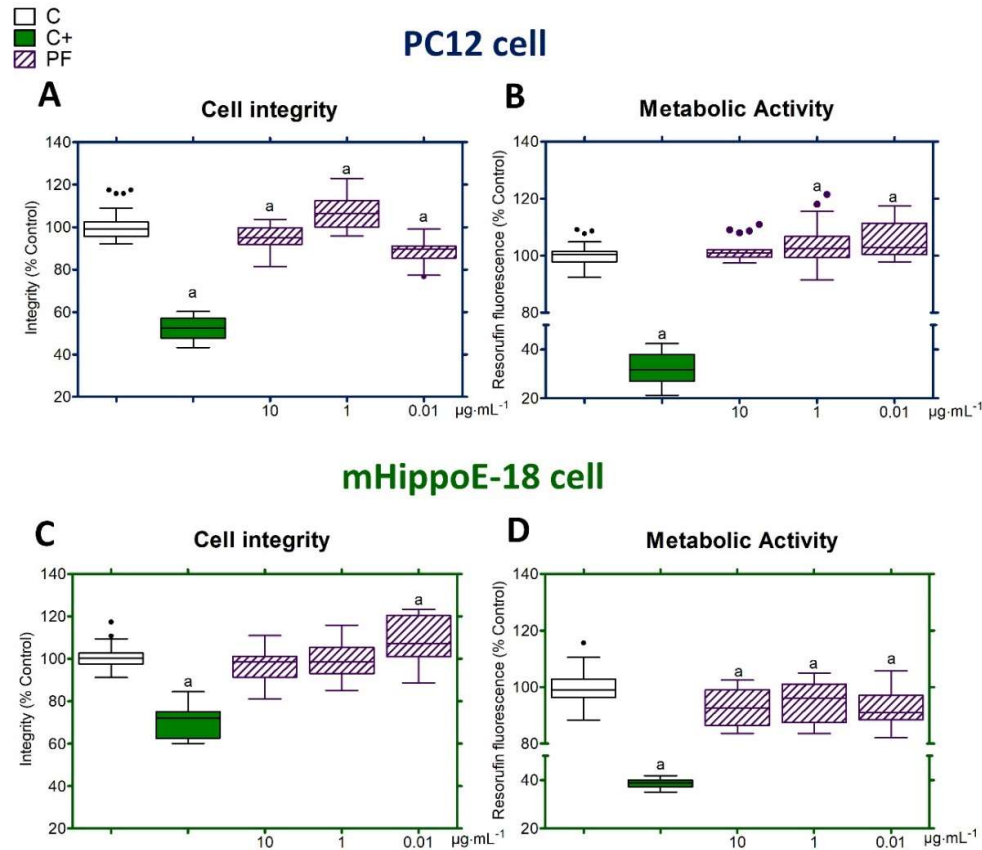 C
C+
PF
PC12 cell
A
Cell integrity
Integrity (% Control)
140
120
100
80
60
40
20
a
a
a
a
10
1
0.01
µg·mL⁻¹
B
Metabolic Activity
Resorufin fluorescence (% Control)
140
120
100
80
40
20
a
a
a
10
1
0.01
µg·mL⁻¹
mHippoE-18 cell
C
Cell integrity
Integrity (% Control)
140
120
100
80
60
40
20
a
a
10
1
0.01
µg·mL⁻¹
D
Metabolic Activity
Resorufin fluorescence (% Control)
140
120
100
80
40
20
a
a
a
a
10
1
0.01
µg·mL⁻¹